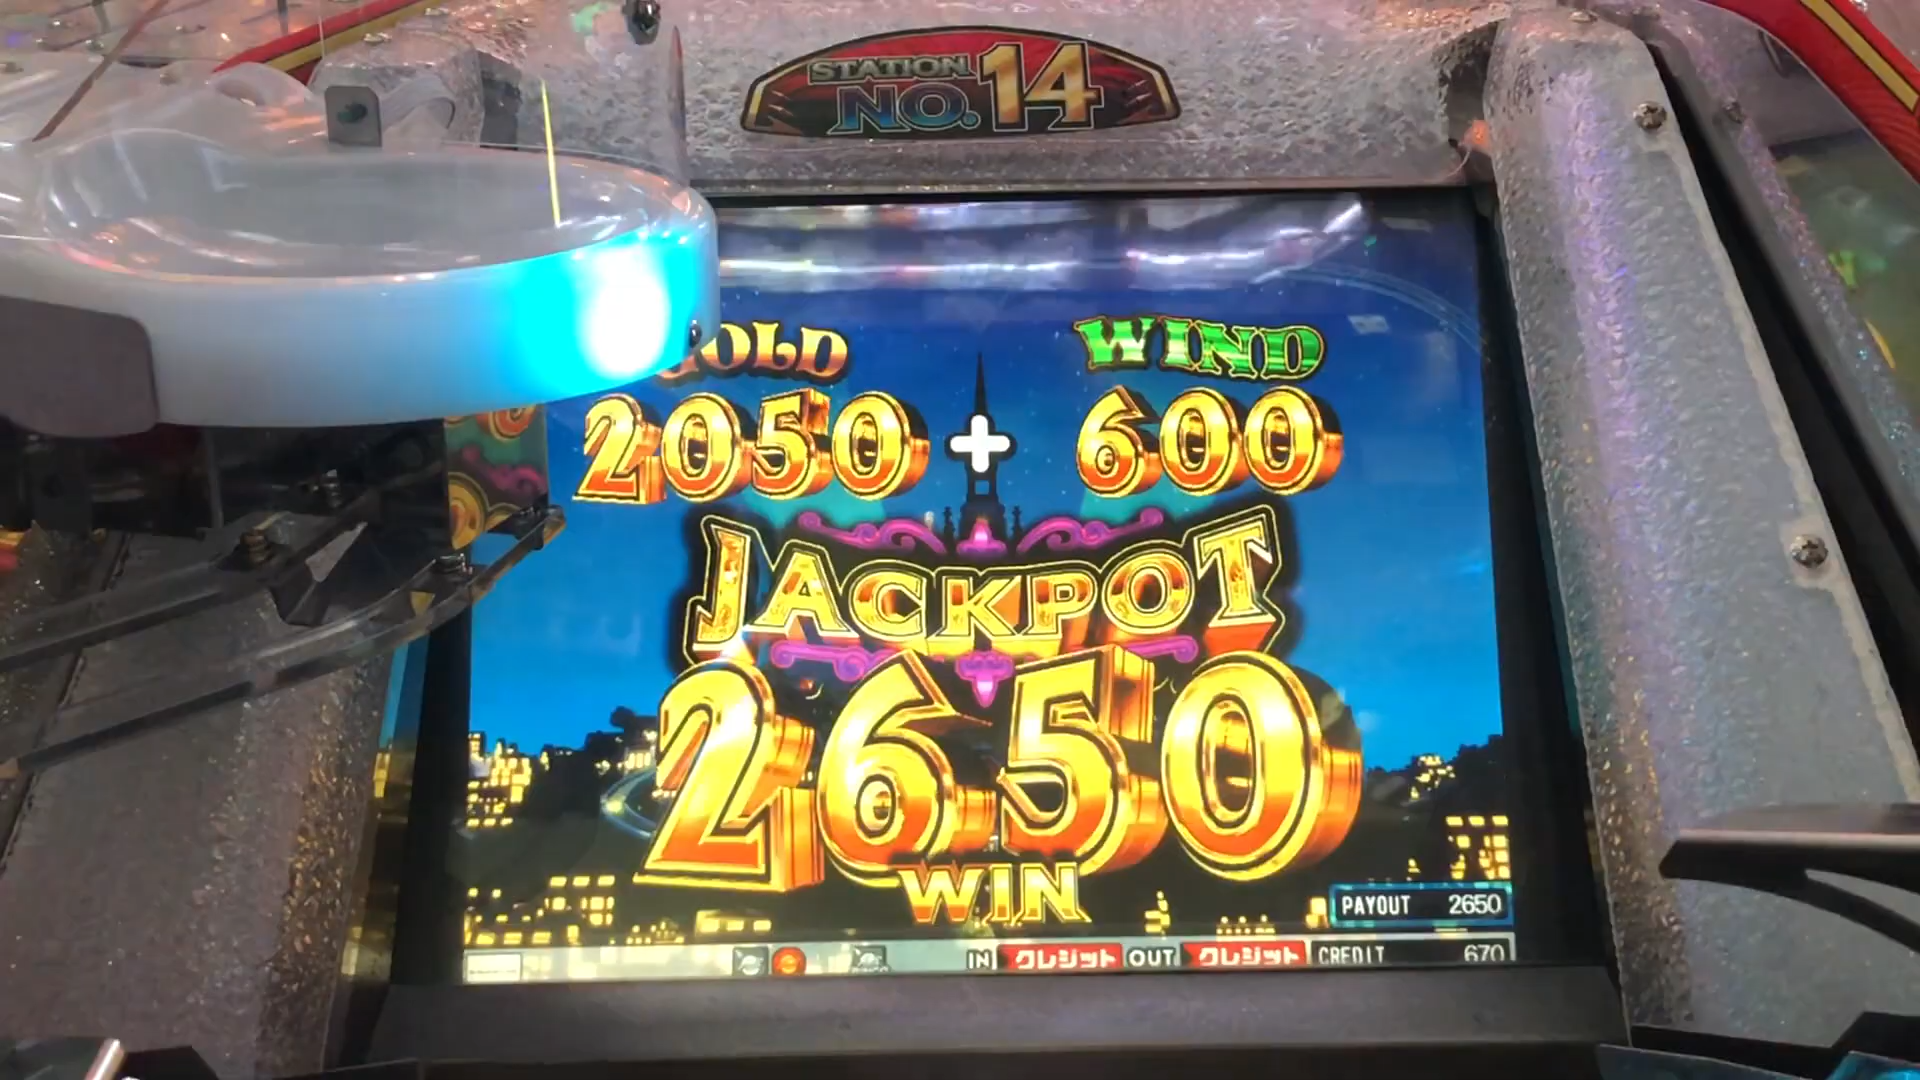 STATION
NO. 14
GOLD WIND
2050 + 600
JACKPOT
2650
WIN
PAYOUT 2650
IN クレジット OUT クレジット CREDIT 670